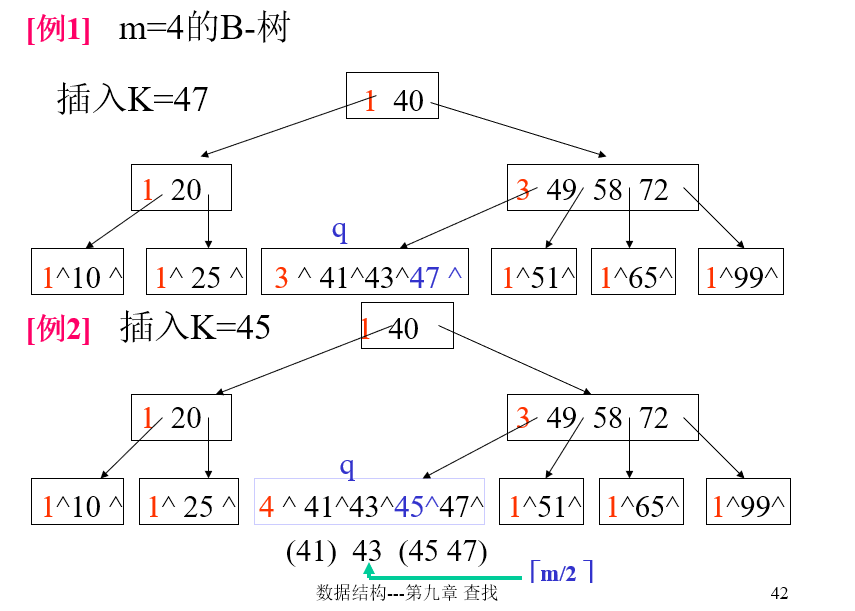 [例1] m=4的B-树
插入K=47
1 40
1 20
3 49 58 72
q
1^10 ^
1^ 25 ^
3 ^ 41^43^47 ^
1^51^
1^65^
1^99^
[例2] 插入K=45
1 40
1 20
3 49 58 72
q
1^10 ^
1^ 25 ^
4 ^ 41^43^45^47^
1^51^
1^65^
1^99^
(41) 43 (45 47)
⌈m/2 ⌉
数据结构---第九章 查找
42